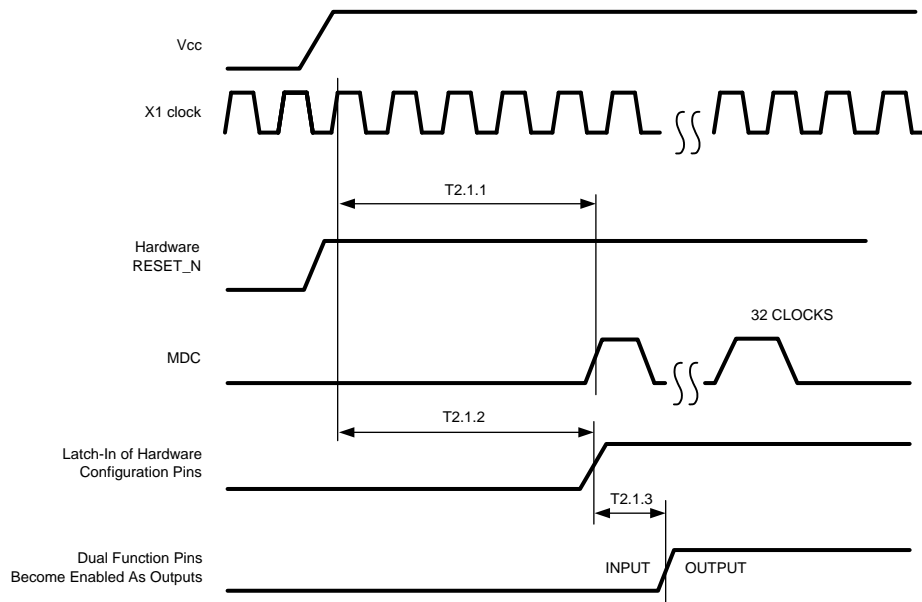 Vcc
X1 clock
T2.1.1
Hardware
RESET_N
32 CLOCKS
MDC
T2.1.2
Latch-In of Hardware
Configuration Pins
T2.1.3
Dual Function Pins
Become Enabled As Outputs
INPUT
OUTPUT